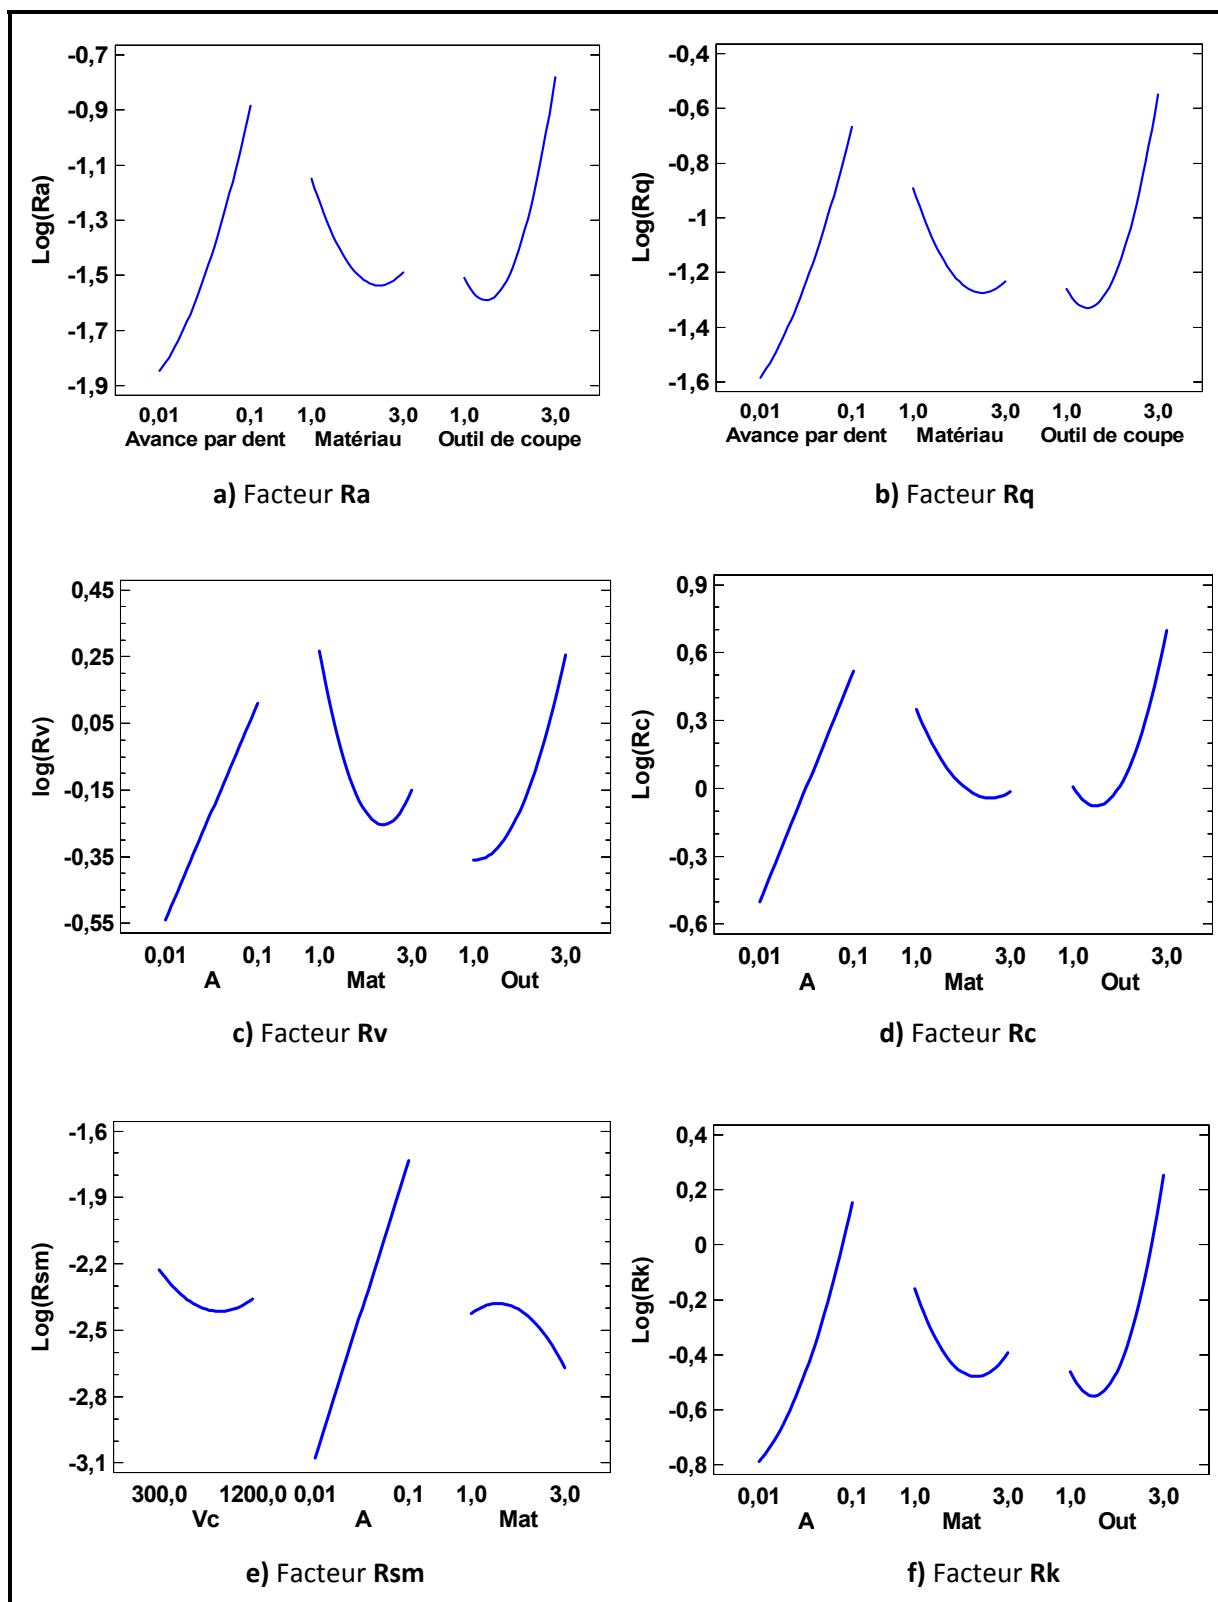 -0,7
-0,9
-1,1
-1,3
-1,5
-1,7
-1,9
Log(Ra)
0,01 0,1 1,0 3,0 1,0 3,0
Avance par dent Matériau Outil de coupe
a) Facteur Ra
-0,4
-0,6
-0,8
-1
-1,2
-1,4
-1,6
Log(Rq)
0,01 0,1 1,0 3,0 1,0 3,0
Avance par dent Matériau Outil de coupe
b) Facteur Rq
0,45
0,25
0,05
-0,15
-0,35
-0,55
log(Rv)
0,01 0,1 1,0 3,0 1,0 3,0
A Mat Out
c) Facteur Rv
0,9
0,6
0,3
0
-0,3
-0,6
Log(Rc)
0,01 0,1 1,0 3,0 1,0 3,0
A Mat Out
d) Facteur Rc
-1,6
-1,9
-2,2
-2,5
-2,8
-3,1
Log(Rsm)
300,0 1200,0 0,01 0,1 1,0 3,0
Vc A Mat
e) Facteur Rsm
0,4
0,2
0
-0,2
-0,4
-0,6
-0,8
Log(Rk)
0,01 0,1 1,0 3,0 1,0 3,0
A Mat Out
f) Facteur Rk